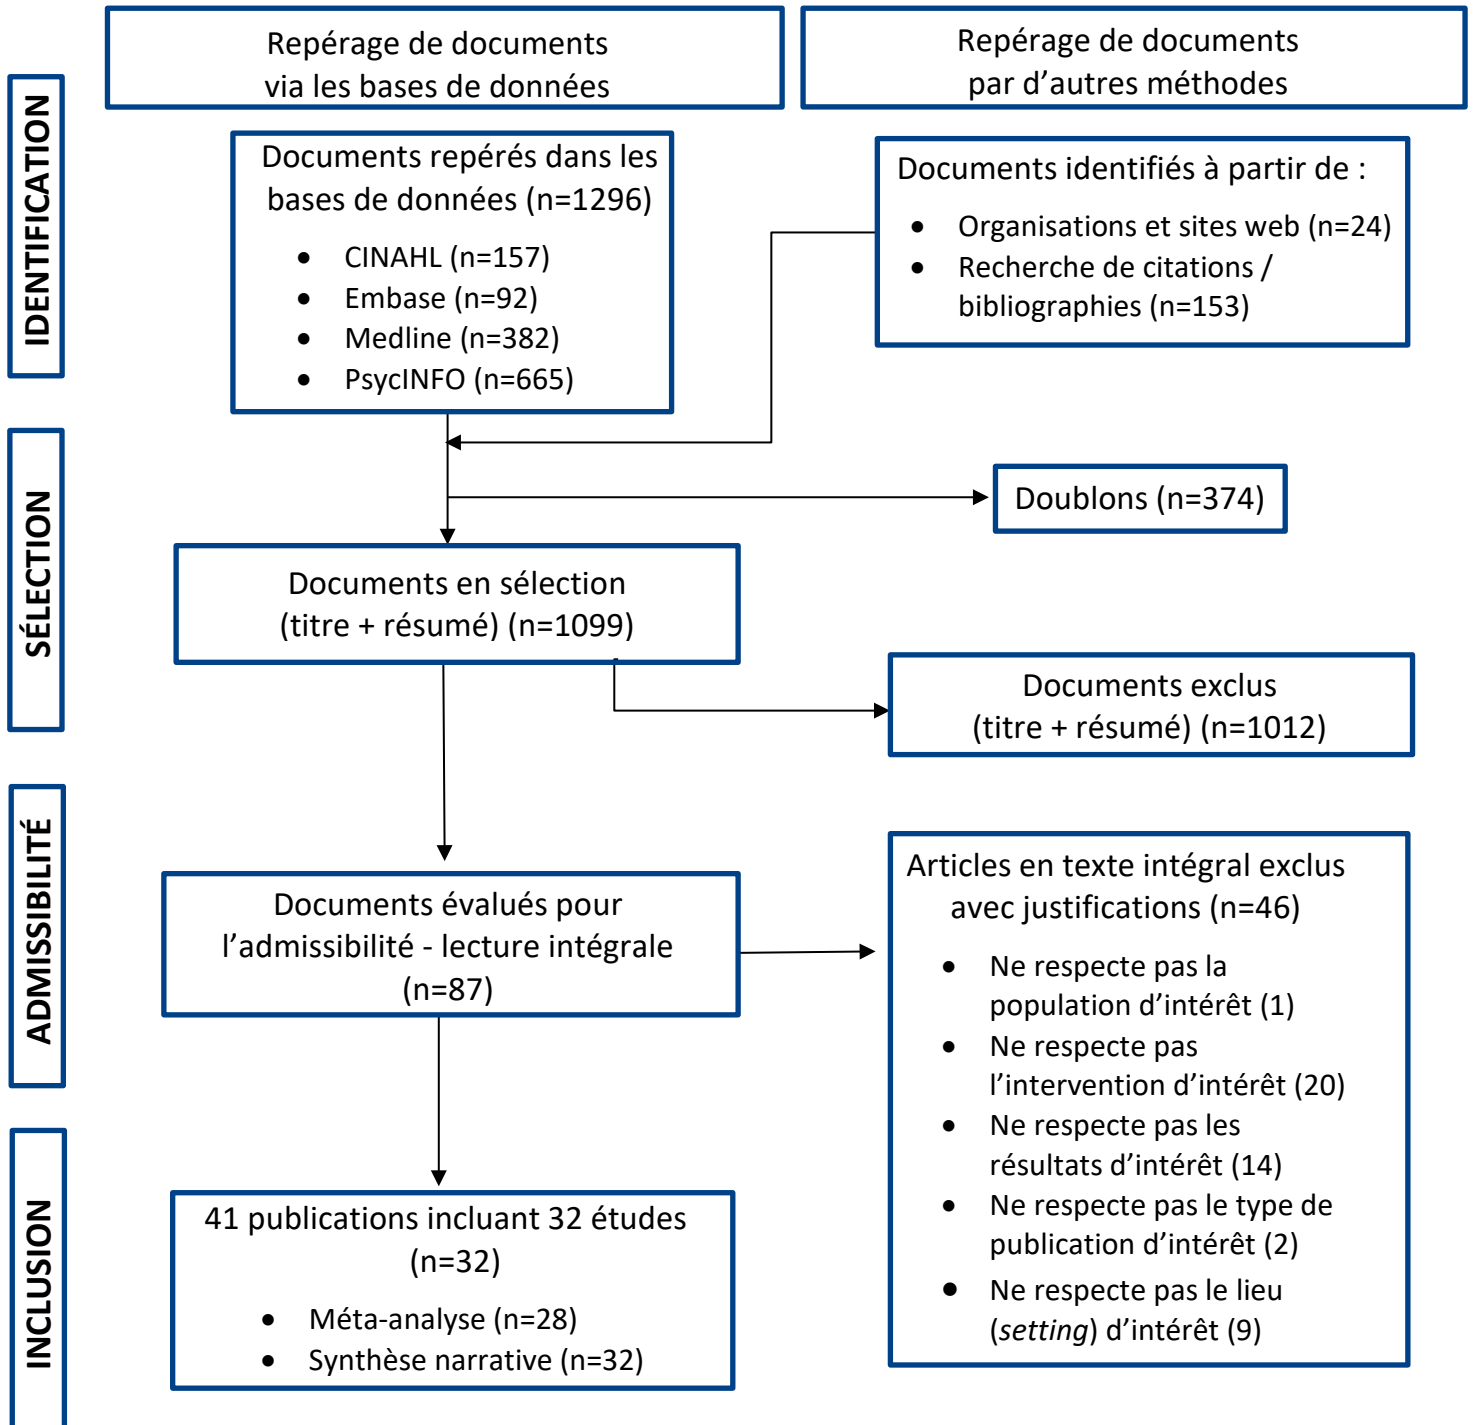 Repérage de documents
via les bases de données
Repérage de documents
par d’autres méthodes
IDENTIFICATION
Documents repérés dans les
bases de données (n=1296)
• CINAHL (n=157)
• Embase (n=92)
• Medline (n=382)
• PsycINFO (n=665)
Documents identifiés à partir de :
• Organisations et sites web (n=24)
• Recherche de citations /
bibliographies (n=153)
SÉLECTION
Doublons (n=374)
Documents en sélection
(titre + résumé) (n=1099)
Documents exclus
(titre + résumé) (n=1012)
ADMISSIBILITÉ
Documents évalués pour
l’admissibilité - lecture intégrale
(n=87)
Articles en texte intégral exclus
avec justifications (n=46)
• Ne respecte pas la
population d’intérêt (1)
• Ne respecte pas
l’intervention d’intérêt (20)
• Ne respecte pas les
résultats d’intérêt (14)
• Ne respecte pas le type de
publication d’intérêt (2)
• Ne respecte pas le lieu
(setting) d’intérêt (9)
INCLUSION
41 publications incluant 32 études
(n=32)
• Méta-analyse (n=28)
• Synthèse narrative (n=32)